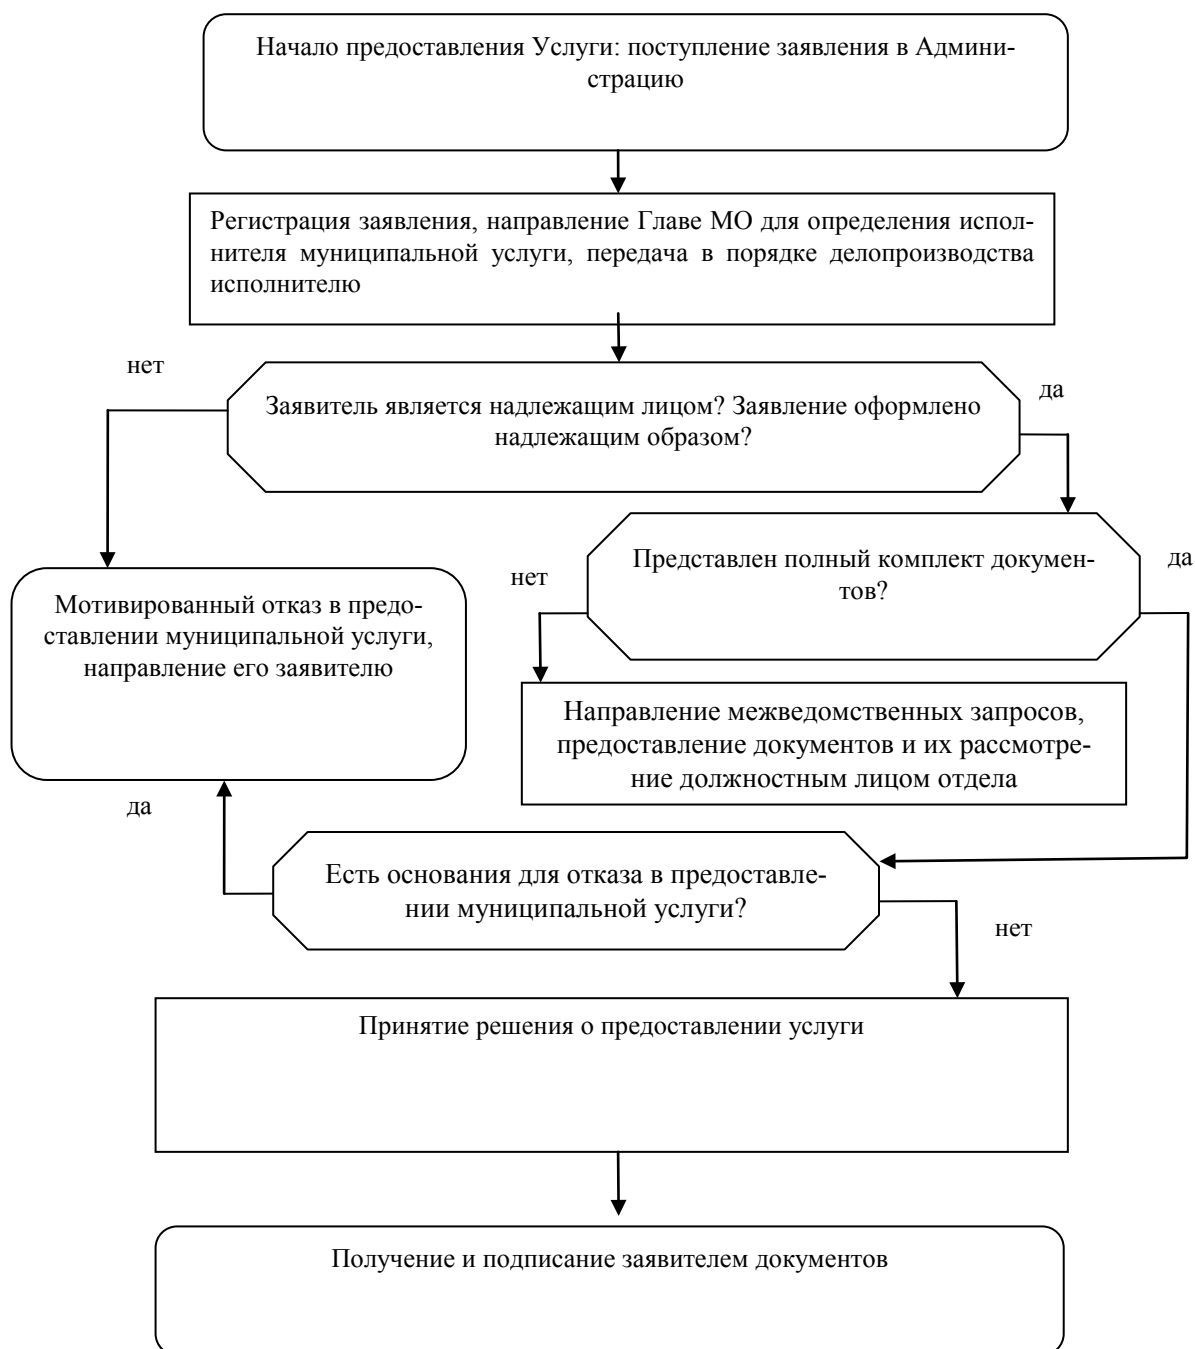 Начало предоставления Услуги: поступление заявления в Админи-
страцию
Регистрация заявления, направление Главе МО для определения испол-
нителя муниципальной услуги, передача в порядке делопроизводства
исполнителю
нет
да
Заявитель является надлежащим лицом? Заявление оформлено
надлежащим образом?
Представлен полный комплект докумен-
тов?
да
нет
Мотивированный отказ в предо-
ставлении муниципальной услуги,
направление его заявителю
Направление межведомственных запросов,
предоставление документов и их рассмотре-
ние должностным лицом отдела
да
Есть основания для отказа в предоставле-
нии муниципальной услуги?
нет
Принятие решения о предоставлении услуги
Получение и подписание заявителем документов